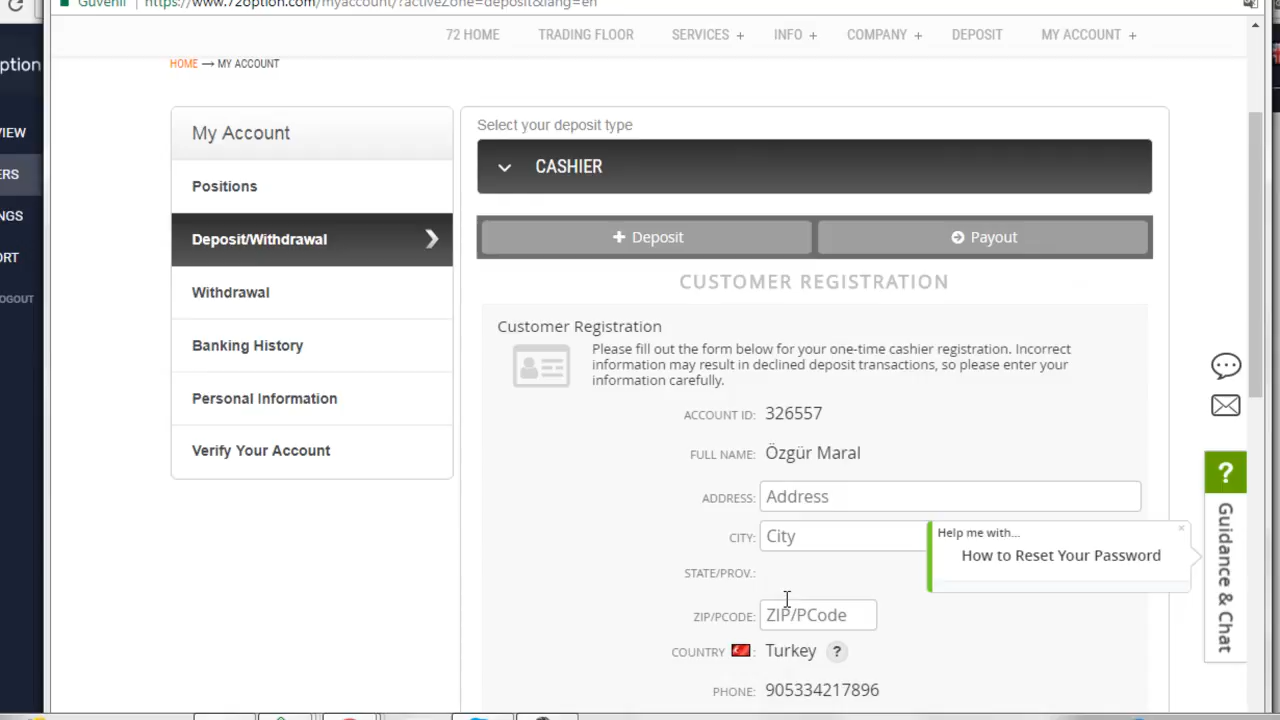 Güvenli https://www.72option.com/myaccount/?activeZone=deposit&lang=en
72 HOME TRADING FLOOR SERVICES + INFO + COMPANY + DEPOSIT MY ACCOUNT +
ption
HOME → MY ACCOUNT
My Account
Positions
Deposit/Withdrawal
Withdrawal
Banking History
Personal Information
Verify Your Account
VIEW
ERS
NGS
ORT
OGOUT
Select your deposit type
CASHIER
+ Deposit
Payout
CUSTOMER REGISTRATION
Customer Registration
Please fill out the form below for your one-time cashier registration. Incorrect
information may result in declined deposit transactions, so please enter your
information carefully.
ACCOUNT ID: 326557
FULL NAME: Özgür Maral
ADDRESS: Address
CITY: City
STATE/PROV.:
ZIP/PCODE: ZIP/PCode
COUNTRY : Turkey ?
PHONE: 905334217896
Help me with... ×
How to Reset Your Password
?
Guidance & Chat